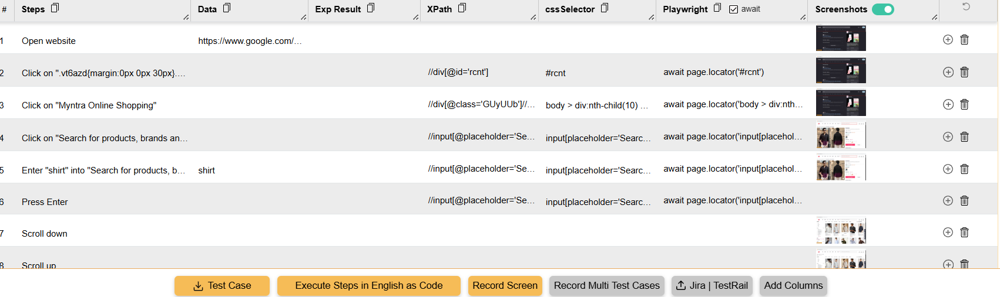 # Steps Data Exp Result XPath cssSelector Playwright await Screenshots
1 Open website https://www.google.com/...
2 Click on ".vt6azd{margin:0px 0px 30px}.... //div[@id='rcnt'] #rcnt await page.locator('#rcnt')
3 Click on "Myntra Online Shopping" //div[@class='GUyUUb']//... body > div:nth-child(10) ... await page.locator('body > div:nth...
4 Click on "Search for products, brands an... //input[@placeholder='Se... input[placeholder='Searc... await page.locator('input[placehol...
5 Enter "shirt" into "Search for products, b... shirt //input[@placeholder='Se... input[placeholder='Searc... await page.locator('input[placehol...
6 Press Enter //input[@placeholder='Se... input[placeholder='Searc... await page.locator('input[placehol...
7 Scroll down
8 Scroll up
Test Case Execute Steps in English as Code Record Screen Record Multi Test Cases Jira | TestRail Add Columns